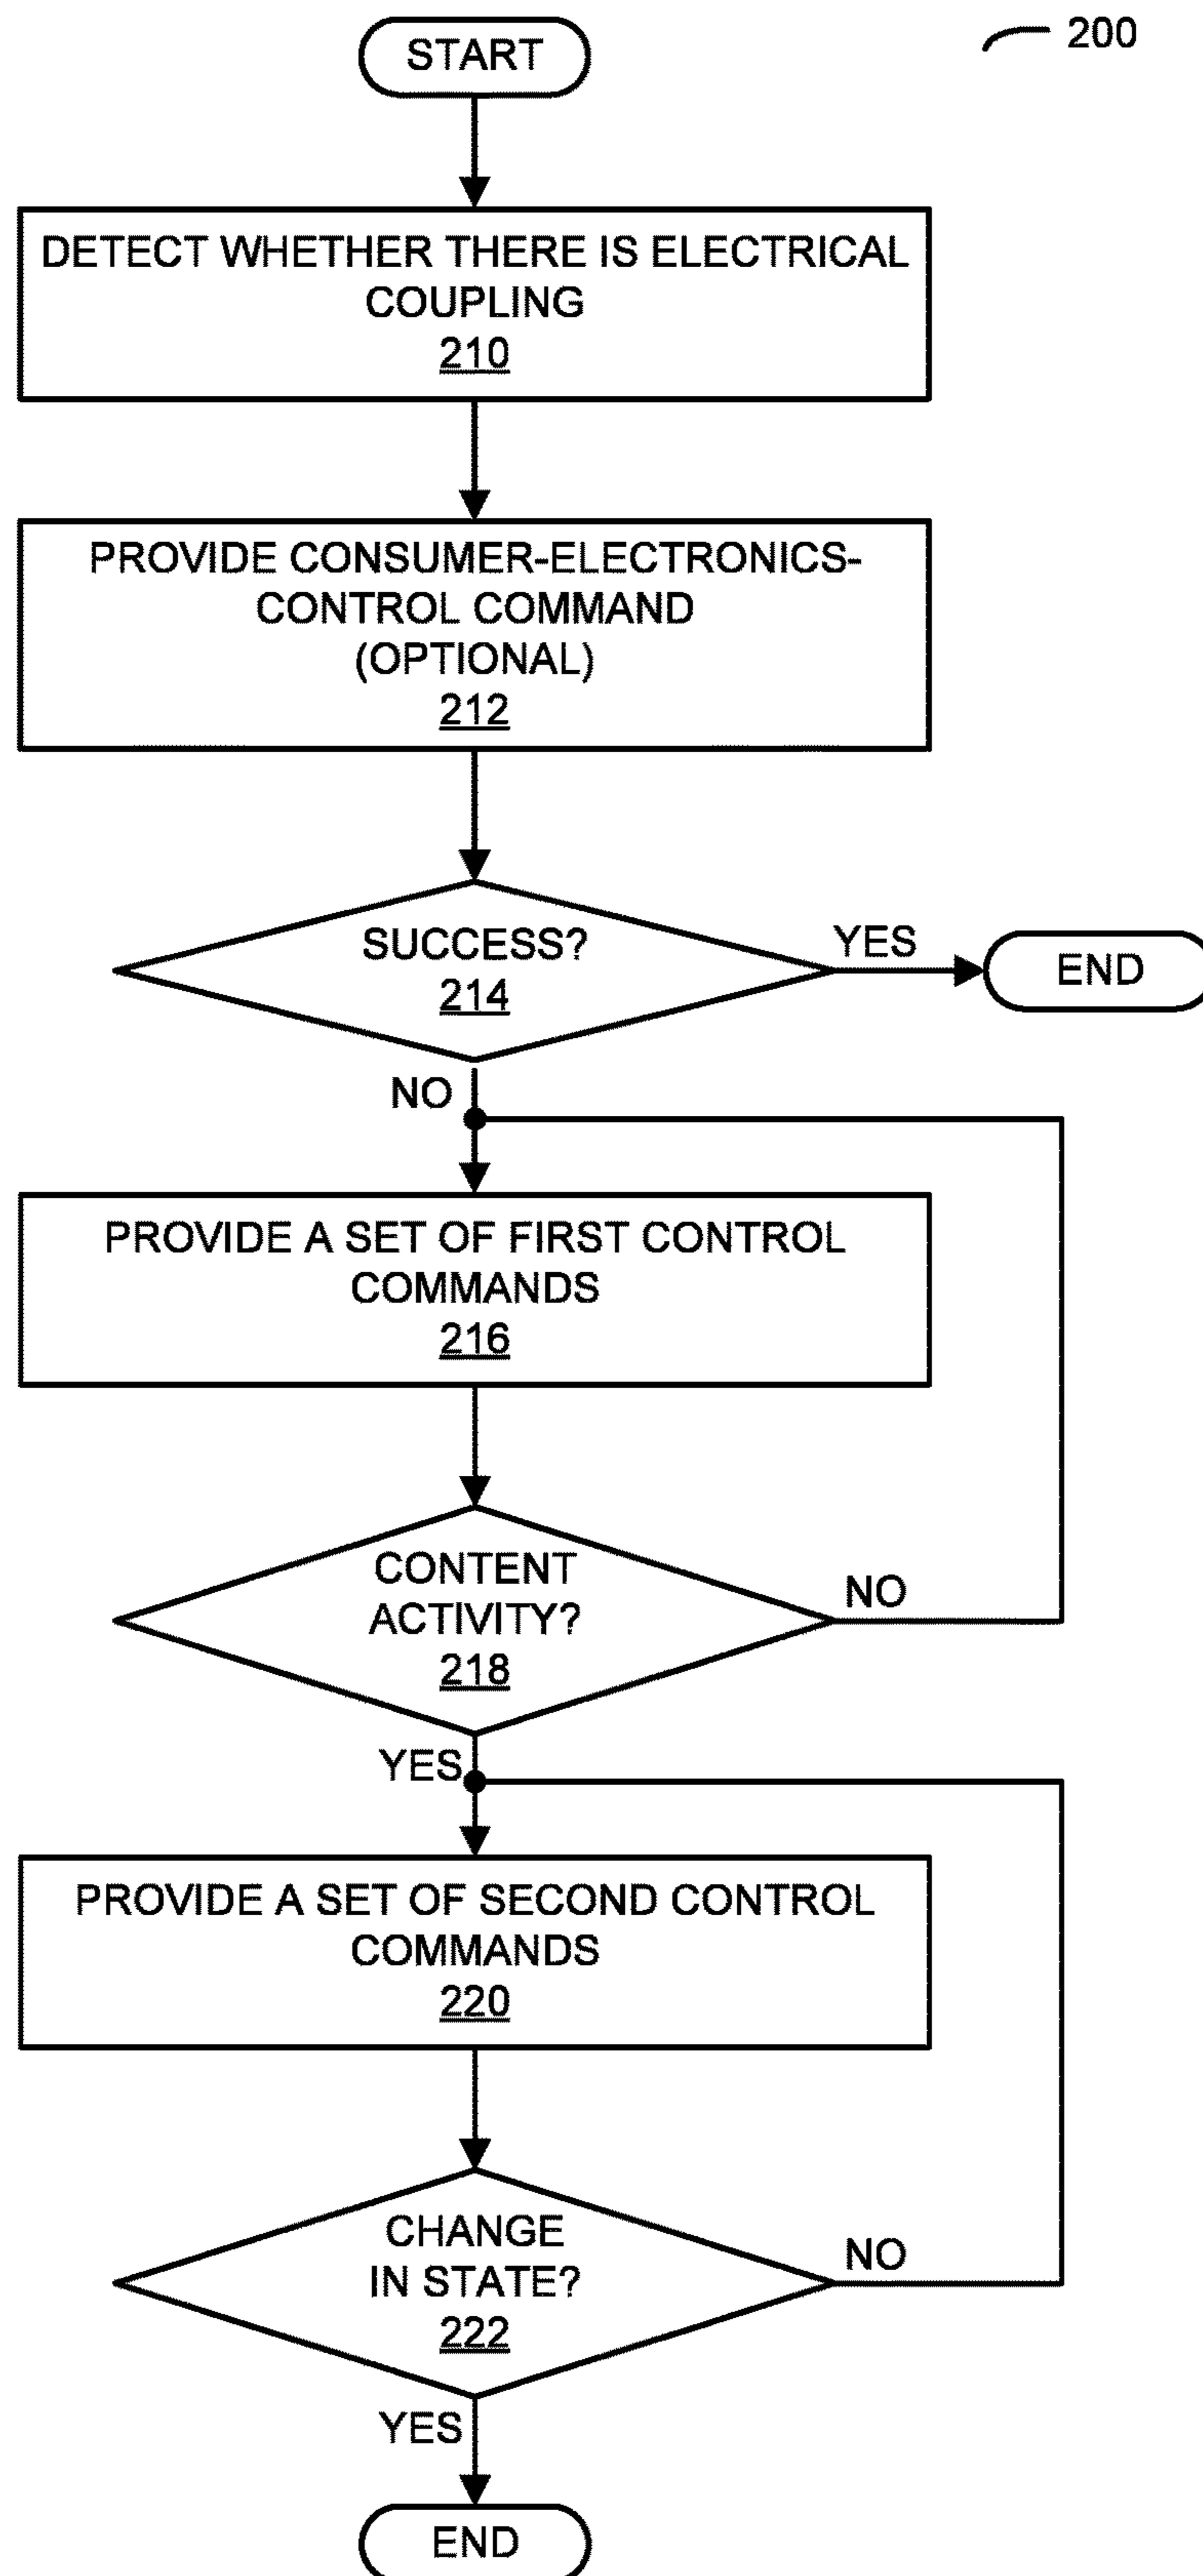 START
200
DETECT WHETHER THERE IS ELECTRICAL
COUPLING
210
PROVIDE CONSUMER-ELECTRONICS-
CONTROL COMMAND
(OPTIONAL)
212
SUCCESS?
214
YES
END
NO
PROVIDE A SET OF FIRST CONTROL
COMMANDS
216
CONTENT
ACTIVITY?
218
NO
YES
PROVIDE A SET OF SECOND CONTROL
COMMANDS
220
CHANGE
IN STATE?
222
NO
YES
END